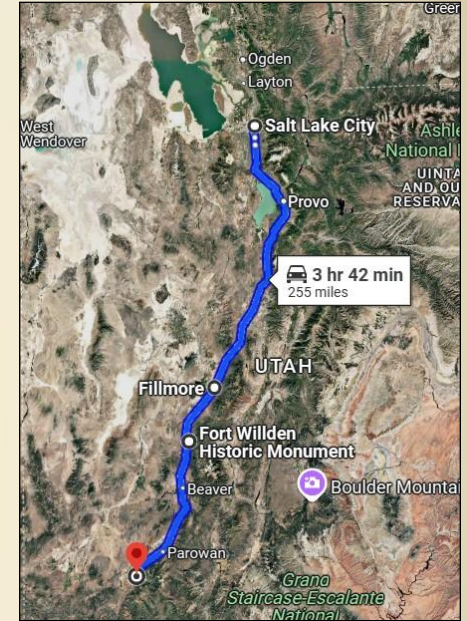 Green
Ogden
Layton
West
Wendover
Salt Lake City
Ashle
National
UINTA
AND OU
RESERVA
Provo
3 hr 42 min
255 miles
UTAH
Fillmore
Fort Willden
Historic Monument
Beaver
Boulder Mountai
Parowan
Grand
Staircase-Escalante
National